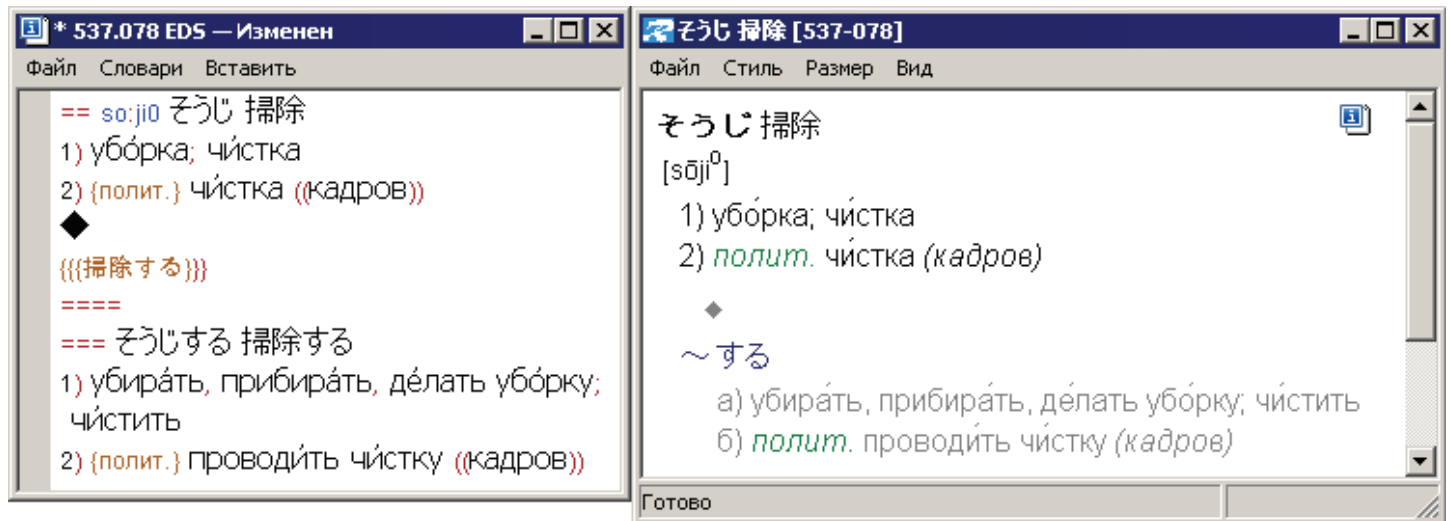 * 537.078 EDS — Изменен
Файл Словари Вставить
== so:ji0 そうじ 掃除
1) убо́рка; чи́стка
2) {полит.} чи́стка ((кадров))
◆
{{{掃除する}}}
====
=== そうじする 掃除する
1) убира́ть, прибира́ть, де́лать убо́рку;
чи́стить
2) {полит.} проводи́ть чи́стку ((кадров))
そうじ 掃除 [537-078]
Файл Стиль Размер Вид
そうじ 掃除
[sōji⁰]
1) убо́рка; чи́стка
2) полит. чи́стка (кадров)
◆
～する
а) убира́ть, прибира́ть, де́лать убо́рку; чи́стить
б) полит. проводи́ть чи́стку (кадров)
Готово